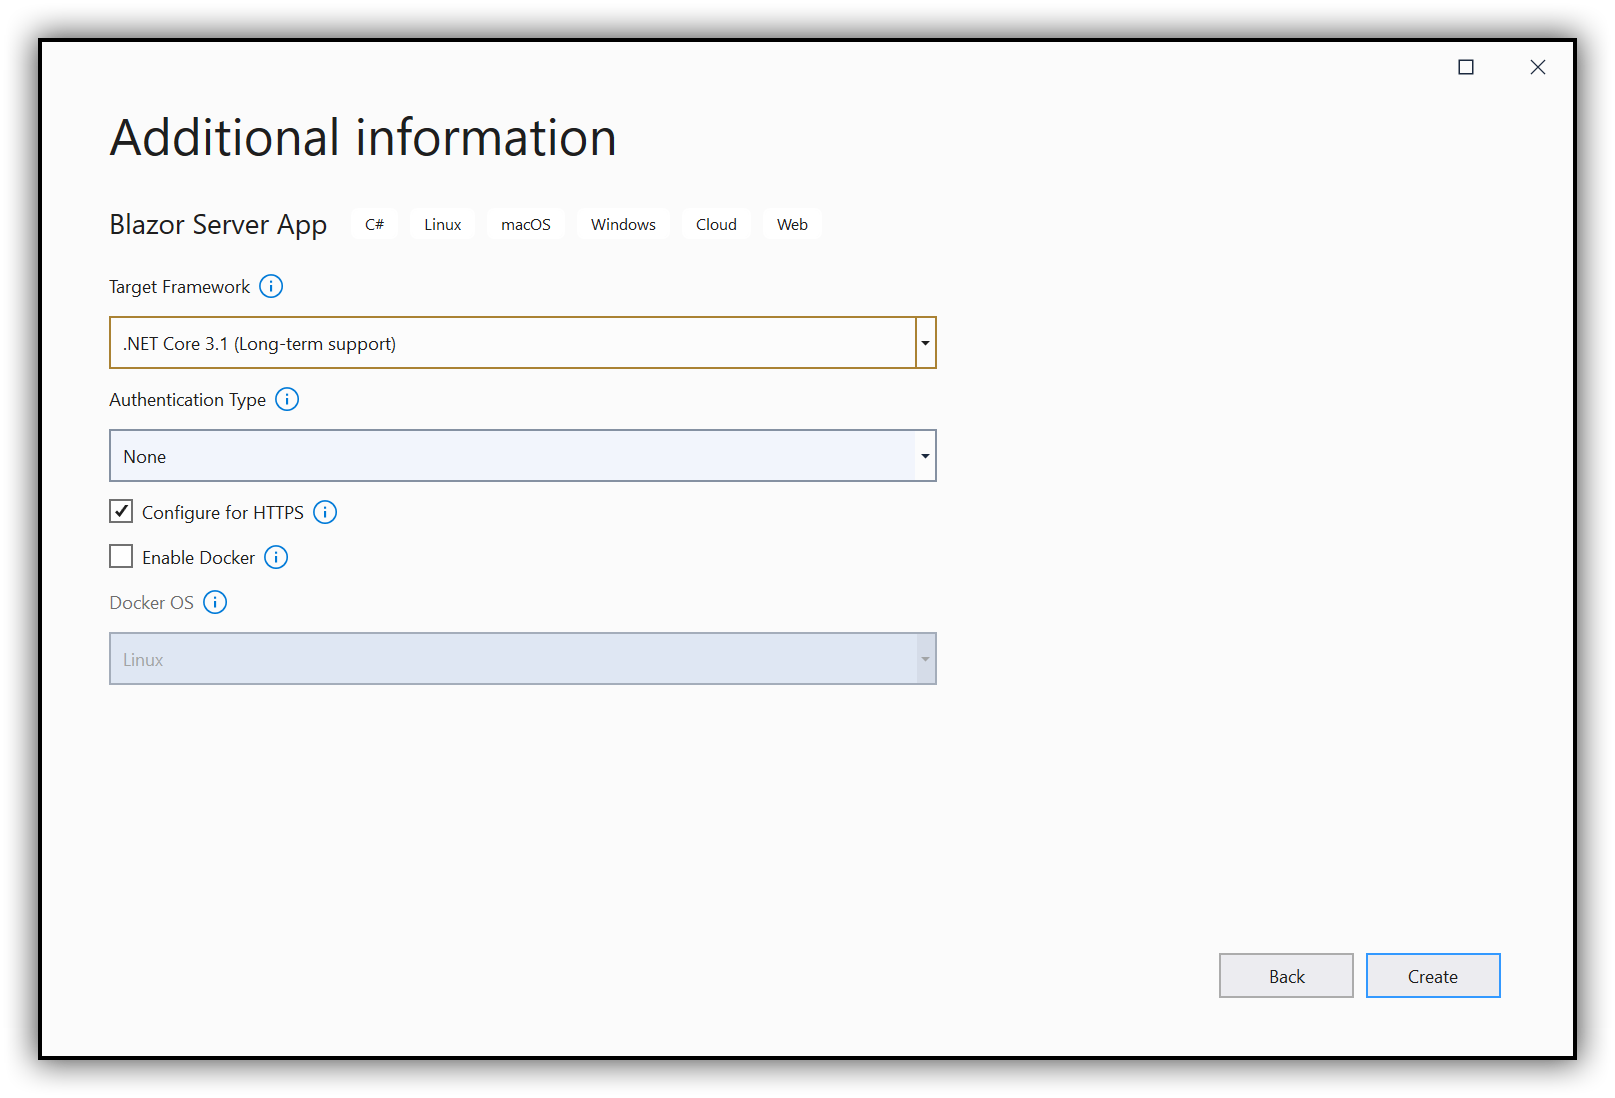 Additional information
Blazor Server App C# Linux macOS Windows Cloud Web
Target Framework
.NET Core 3.1 (Long-term support)
Authentication Type
None
Configure for HTTPS
Enable Docker
Docker OS
Linux
Back Create